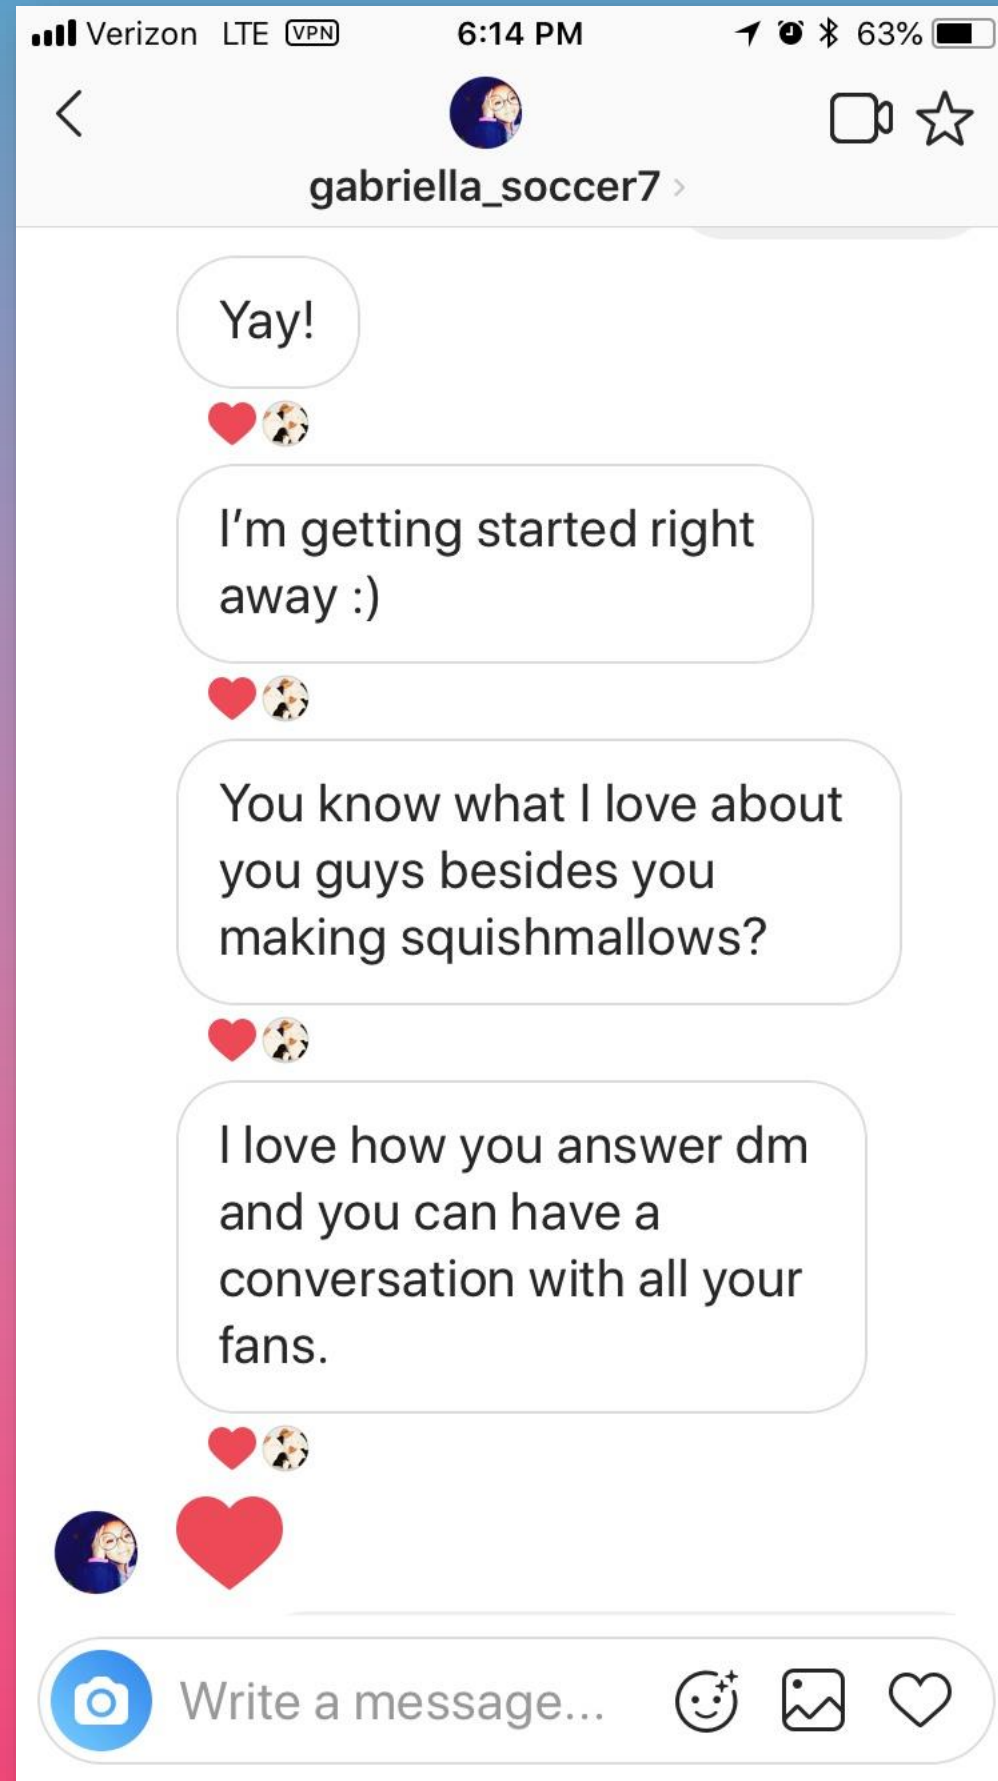 Verizon LTE VPN 6:14 PM 63%
gabriella_soccer7
Yay!
I'm getting started right
away :)
You know what I love about
you guys besides you
making squishmallows?
I love how you answer dm
and you can have a
conversation with all your
fans.
Write a message...